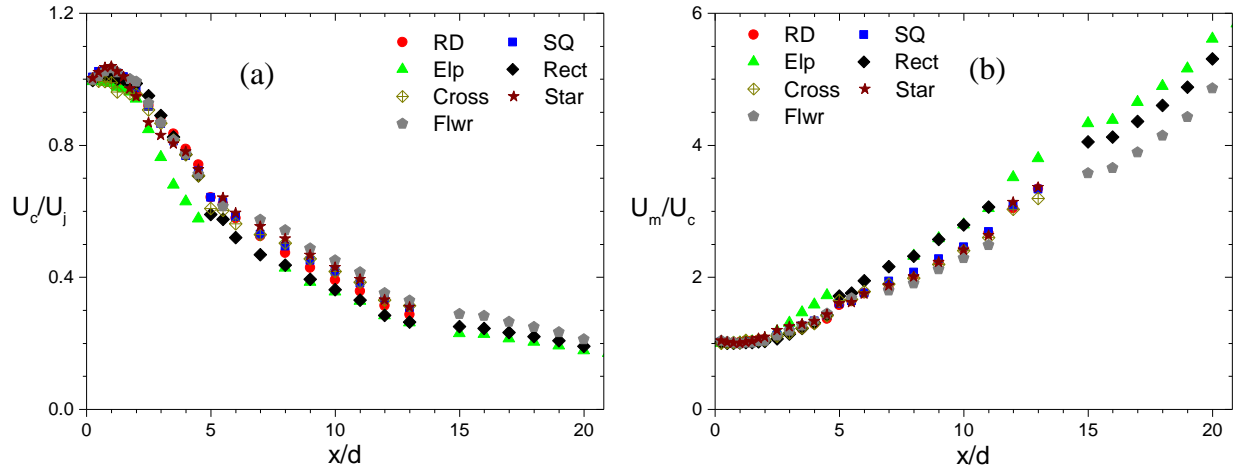 1.2
0.8
0.4
0.0
0
5
10
15
20
U_c/U_j
x/d
(a)
RD
SQ
Elp
Rect
Cross
Star
Flwr
6
4
2
0
0
5
10
15
20
U_m/U_c
x/d
(b)
RD
SQ
Elp
Rect
Cross
Star
Flwr